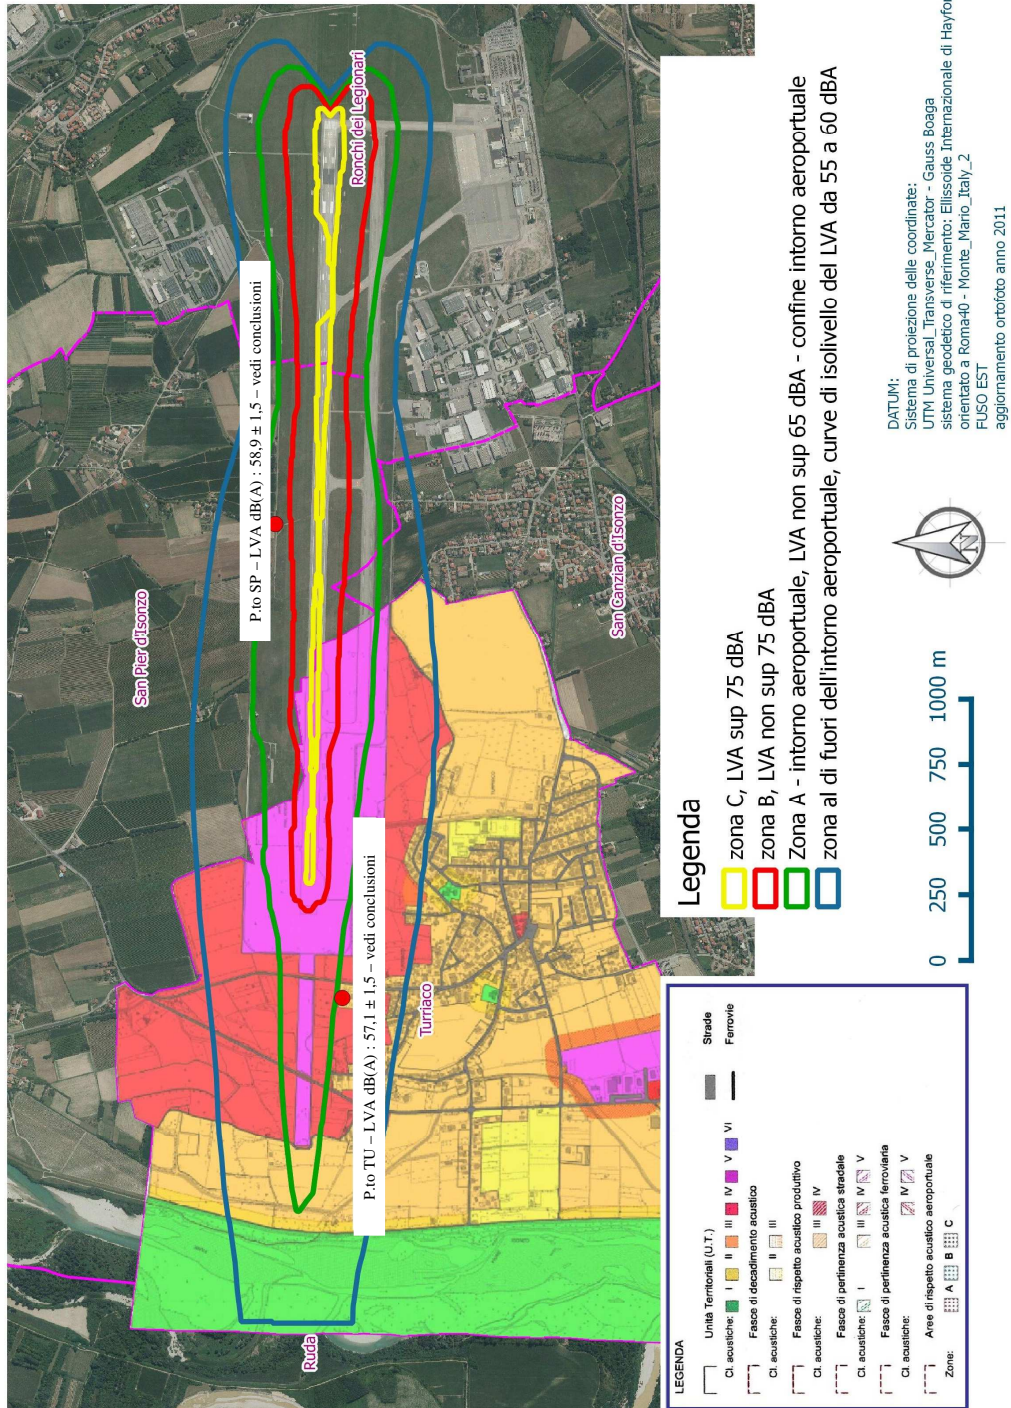 San Pier d'Isonzo
Ronchi dei Legionari
P.to SP – LVA dB(A) : 58,9 ± 1,5 – vedi conclusioni
P.to TU – LVA dB(A) : 57,1 ± 1,5 – vedi conclusioni
Turriaco
San Canzian d'Isonzo
Ruda
Legenda
zona C, LVA sup 75 dBA
zona B, LVA non sup 75 dBA
Zona A - intorno aeroportuale, LVA non sup 65 dBA - confine intorno aeroportuale
zona al di fuori dell'intorno aeroportuale, curve di isolivello del LVA da 55 a 60 dBA
0 250 500 750 1000 m
N
DATUM:
Sistema di proiezione delle coordinate:
UTM Universal_Transverse_Mercator - Gauss Boaga
sistema geodetico di riferimento: Ellissoide Internazionale di Hayfor
orientato a Roma40 - Monte_Mario_Italy_2
FUSO EST
aggiornamento ortofoto anno 2011
LEGENDA
Unità Territoriali (U.T.)
Strade
Cl. acustiche: I II III IV V VI
Ferrovie
Fasce di decadimento acustico
Cl. acustiche: II III
Fasce di rispetto acustico produttivo
Cl. acustiche: III IV
Fasce di pertinenza acustica stradale
Cl. acustiche: I III IV V
Fasce di pertinenza acustica ferroviaria
Cl. acustiche: IV V
Aree di rispetto acustico aeroportuale
Zone: A B C